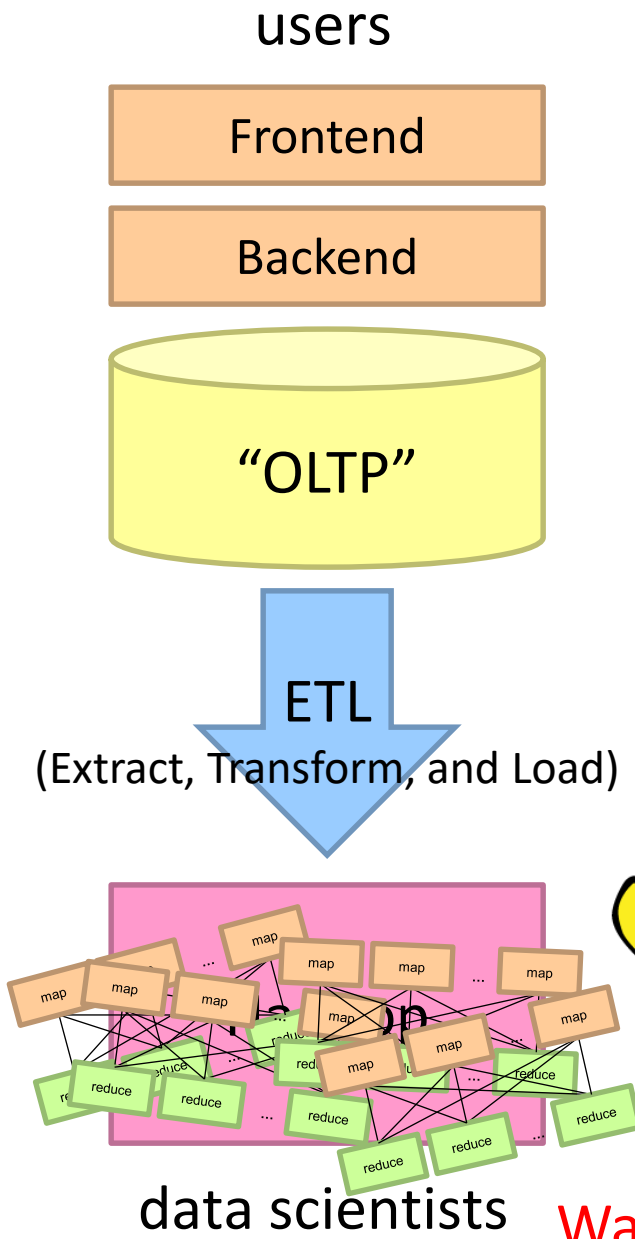 users
Frontend
Backend
“OLTP”
ETL
(Extract, Transform, and Load)
map
...
map
map
map
map
map
...
map
map
map
map
map
...
reduce
reduce
reduce
...
reduce
...
reduce
reduce
...
reduce
reduce
...
data scientists